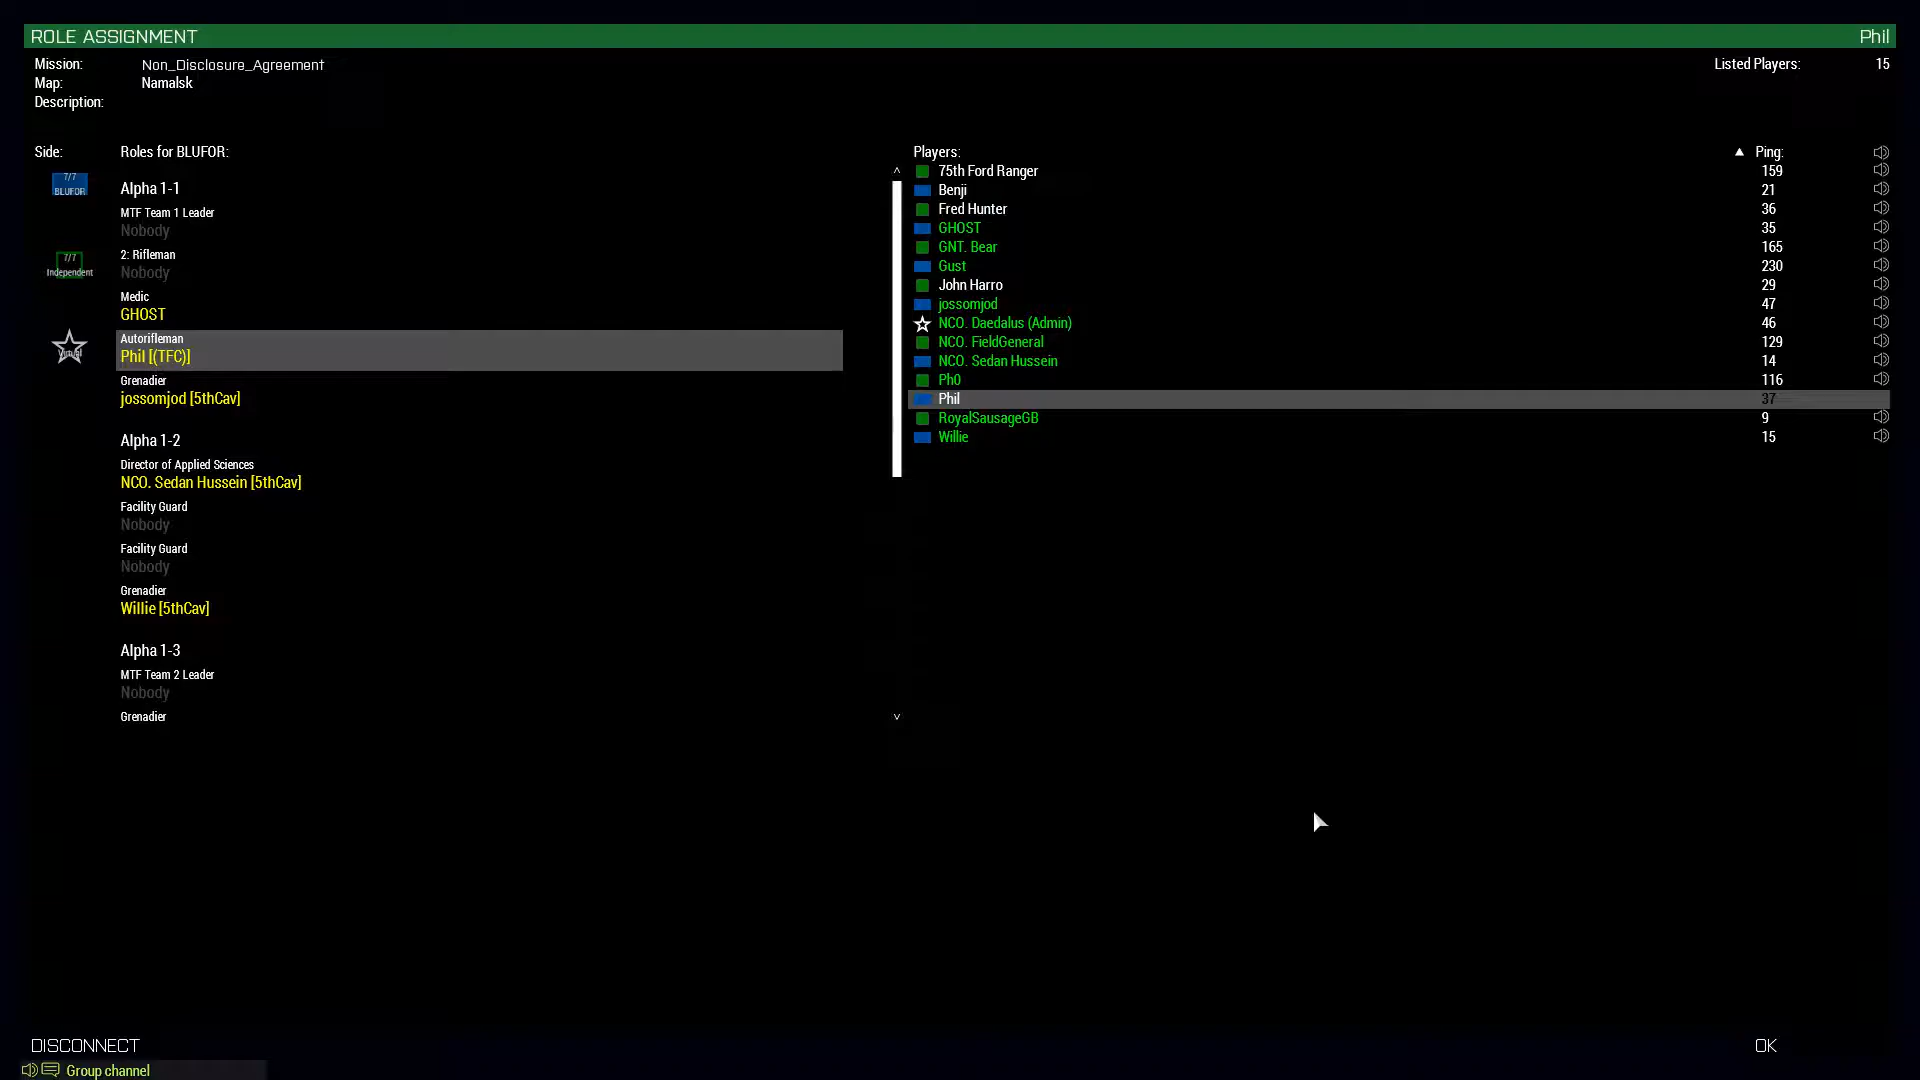 ROLE ASSIGNMENT Phil
Mission: Non_Disclosure_Agreement Listed Players: 15
Map: Namalsk
Description:
Side: Roles for BLUFOR:
7/7
BLUFOR
7/7
Independent
Virtual
Alpha 1-1
MTF Team 1 Leader
Nobody
2: Rifleman
Nobody
Medic
GHOST
Autorifleman
Phil [(TFC)]
Grenadier
jossomjod [5thCav]
Alpha 1-2
Director of Applied Sciences
NCO. Sedan Hussein [5thCav]
Facility Guard
Nobody
Facility Guard
Nobody
Grenadier
Willie [5thCav]
Alpha 1-3
MTF Team 2 Leader
Nobody
Grenadier
Players: Ping:
75th Ford Ranger 159
Benji 21
Fred Hunter 36
GHOST 35
GNT. Bear 165
Gust 230
John Harro 29
jossomjod 47
NCO. Daedalus (Admin) 46
NCO. FieldGeneral 129
NCO. Sedan Hussein 14
Ph0 116
Phil 37
RoyalSausageGB 9
Willie 15
DISCONNECT OK
Group channel